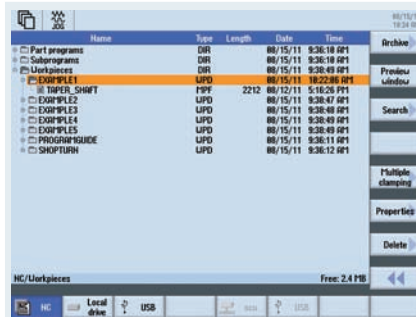 JOG
08/15/11
Name Type Length Date Time
Part programs DIR 08/15/11 9:36:10 AM
Subprograms DIR 08/15/11 9:36:10 AM
Workpieces DIR 08/15/11 9:38:49 AM
EXAMPLE1 WPD 08/15/11 10:22:06 AM
TAPER_SHAFT MPF 2212 08/12/11 5:16:26 PM
EXAMPLE2 WPD 08/15/11 9:38:47 AM
EXAMPLE3 WPD 08/15/11 9:38:48 AM
EXAMPLE4 WPD 08/15/11 9:38:49 AM
EXAMPLE5 WPD 08/15/11 9:38:49 AM
PROGRAMGUIDE WPD 08/15/11 9:36:11 AM
SHOPTURN WPD 08/15/11 9:36:12 AM
Archive
Preview
window
Search
Multiple
clamping
Properties
Delete
NC/Workpieces Free: 2.4 MB
NC Local
drive USB